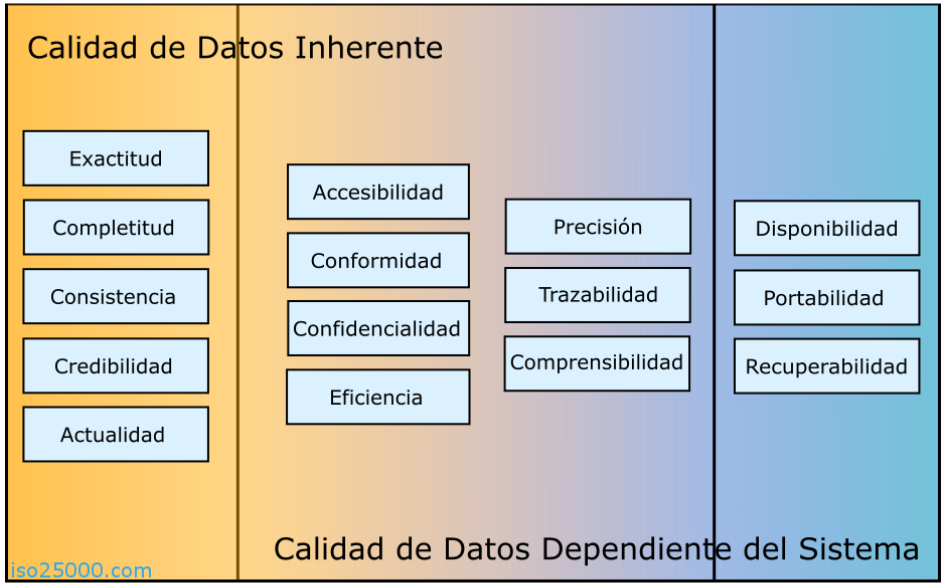 Calidad de Datos Inherente
Exactitud
Completitud
Consistencia
Credibilidad
Actualidad
Accesibilidad
Conformidad
Confidencialidad
Eficiencia
Precisión
Trazabilidad
Comprensibilidad
Disponibilidad
Portabilidad
Recuperabilidad
Calidad de Datos Dependiente del Sistema
iso25000.com